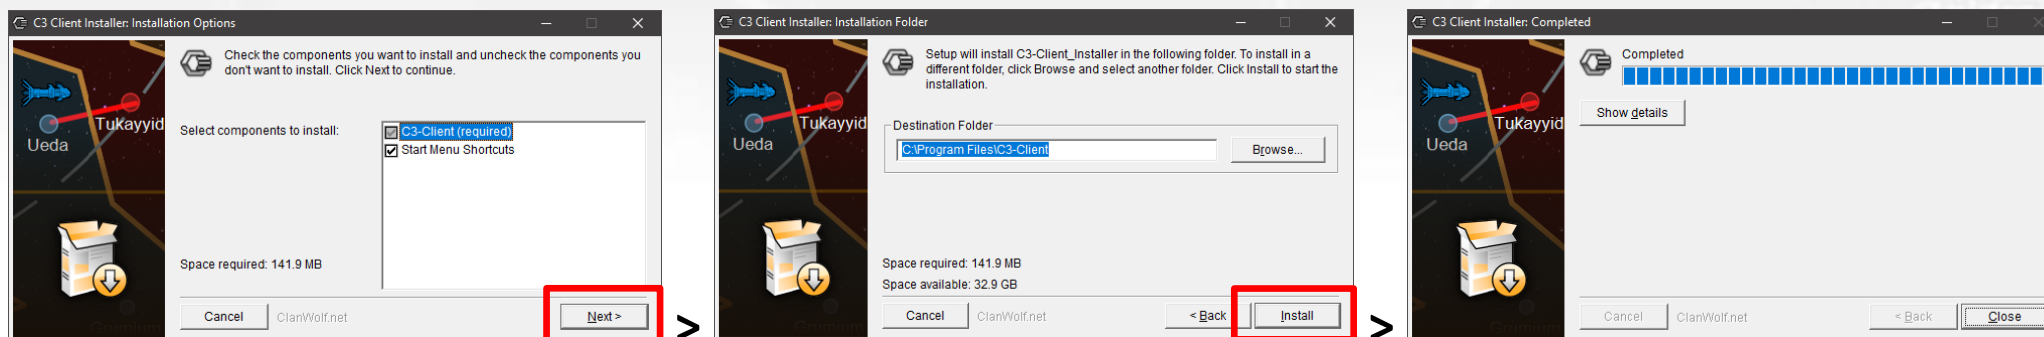 C3 Client Installer: Installation Options
Check the components you want to install and uncheck the components you
don't want to install. Click Next to continue.
Tukayyid
Ueda
Select components to install:
C3-Client (required)
Start Menu Shortcuts
Space required: 141.9 MB
Cancel
ClanWolf.net
Next >
>
C3 Client Installer: Installation Folder
Setup will install C3-Client_Installer in the following folder. To install in a
different folder, click Browse and select another folder. Click Install to start the
installation.
Tukayyid
Ueda
Destination Folder
C:\Program Files\C3-Client
Browse...
Space required: 141.9 MB
Space available: 32.9 GB
Cancel
ClanWolf.net
< Back
Install
>
C3 Client Installer: Completed
Completed
Tukayyid
Ueda
Show details
Cancel
ClanWolf.net
< Back
Close